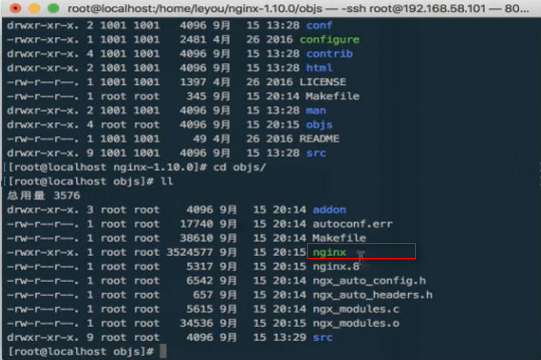 root@localhost:/home/leyou/nginx-1.10.0/objs — -ssh root@192.168.58.101 — 80...
drwxr-xr-x. 2 1001 1001 4096 9月 15 13:28 conf
-rwxr-xr-x. 1 1001 1001 2481 4月 26 2016 configure
drwxr-xr-x. 4 1001 1001 4096 9月 15 13:28 contrib
drwxr-xr-x. 2 1001 1001 4096 9月 15 13:28 html
-rw-r--r--. 1 1001 1001 1397 4月 26 2016 LICENSE
-rw-r--r--. 1 root root 345 9月 15 20:14 Makefile
drwxr-xr-x. 2 1001 1001 4096 9月 15 13:28 man
drwxr-xr-x. 4 root root 4096 9月 15 20:15 objs
-rw-r--r--. 1 1001 1001 49 4月 26 2016 README
drwxr-xr-x. 9 1001 1001 4096 9月 15 13:28 src
[[root@localhost nginx-1.10.0]# cd objs/
[[root@localhost objs]# ll
总用量 3576
drwxr-xr-x. 3 root root 4096 9月 15 20:14 addon
-rw-r--r--. 1 root root 17740 9月 15 20:14 autoconf.err
-rw-r--r--. 1 root root 38610 9月 15 20:14 Makefile
-rwxr-xr-x. 1 root root 3524577 9月 15 20:15 nginx
-rw-r--r--. 1 root root 5317 9月 15 20:15 nginx.8
-rw-r--r--. 1 root root 6542 9月 15 20:14 ngx_auto_config.h
-rw-r--r--. 1 root root 657 9月 15 20:14 ngx_auto_headers.h
-rw-r--r--. 1 root root 5615 9月 15 20:14 ngx_modules.c
-rw-r--r--. 1 root root 34536 9月 15 20:15 ngx_modules.o
drwxr-xr-x. 9 root root 4096 9月 15 13:29 src
[root@localhost objs]#